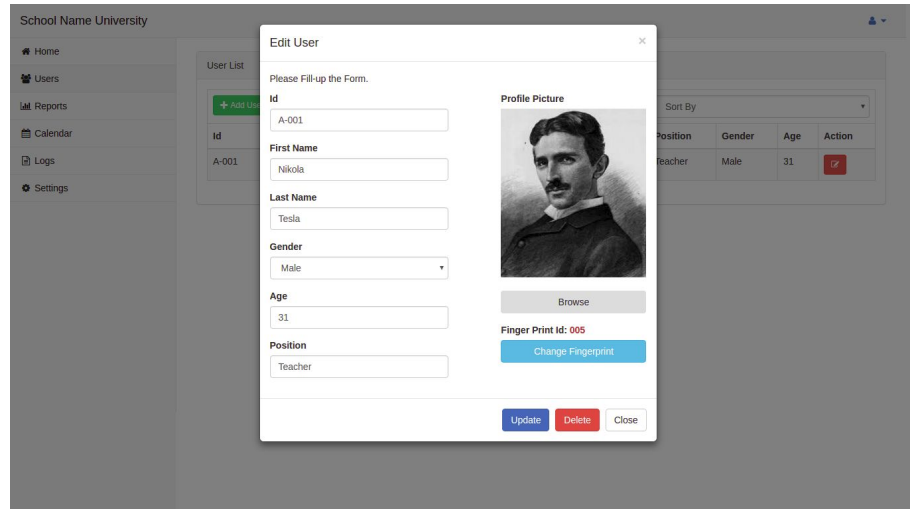 School Name University
Home
Users
Reports
Calendar
Logs
Settings
User List
Add Use
Sort By
Id
Position
Gender
Age
Action
A-001
Teacher
Male
31
Edit User
×
Please Fill-up the Form.
Id
A-001
First Name
Nikola
Last Name
Tesla
Gender
Male
Age
31
Position
Teacher
Profile Picture
Browse
Finger Print Id: 005
Change Fingerprint
Update
Delete
Close